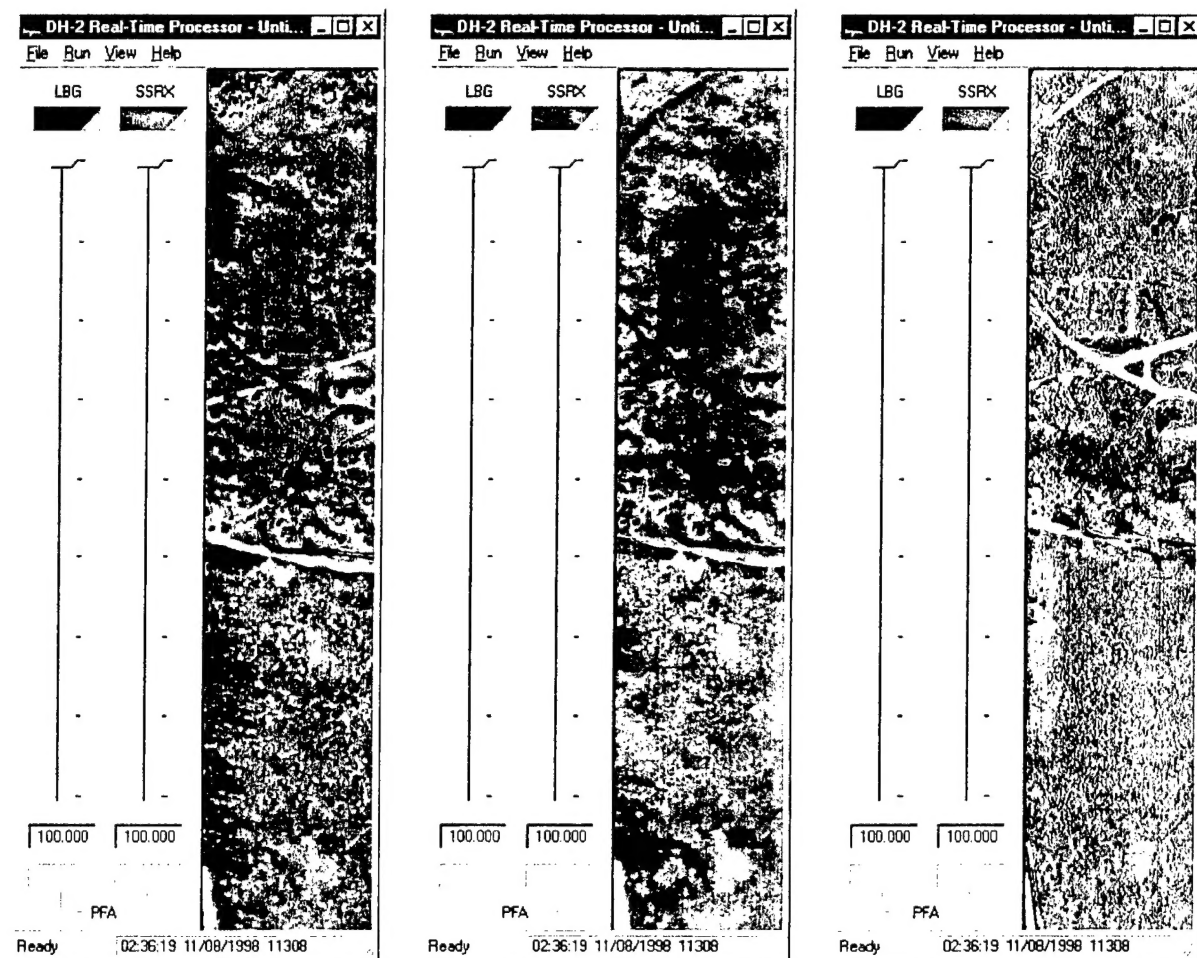 DH-2 Real-Time Processor - Unti...
File Run View Help
LBG SSRX
100.000 100.000
PFA
Ready 02:36:19 11/08/1998 11308
DH-2 Real-Time Processor - Unti...
File Run View Help
LBG SSRX
100.000 100.000
PFA
Ready 02:36:19 11/08/1998 11308
DH-2 Real-Time Processor - Unti...
File Run View Help
LBG SSRX
100.000 100.000
PFA
Ready 02:36:19 11/08/1998 11308